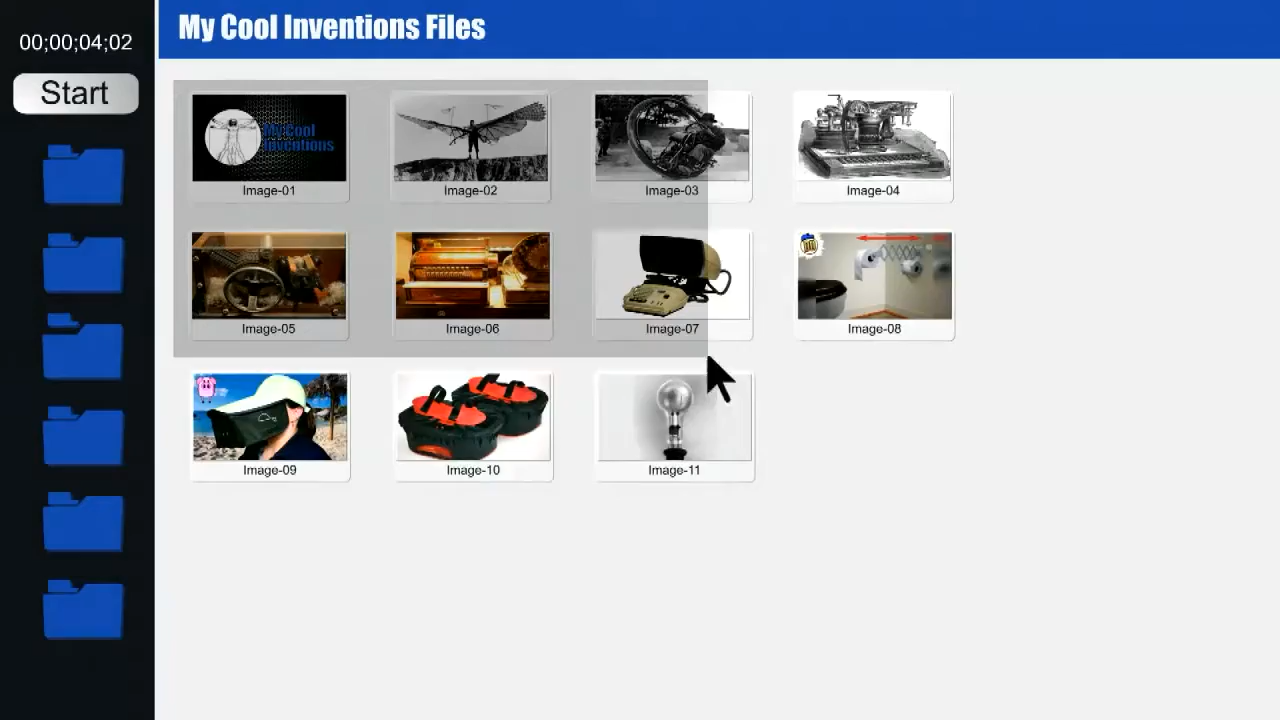 00;00;04;02
My Cool Inventions Files
Start
My Cool
Inventions
Image-01
Image-02
Image-03
Image-04
Image-05
Image-06
Image-07
Image-08
Image-09
Image-10
Image-11